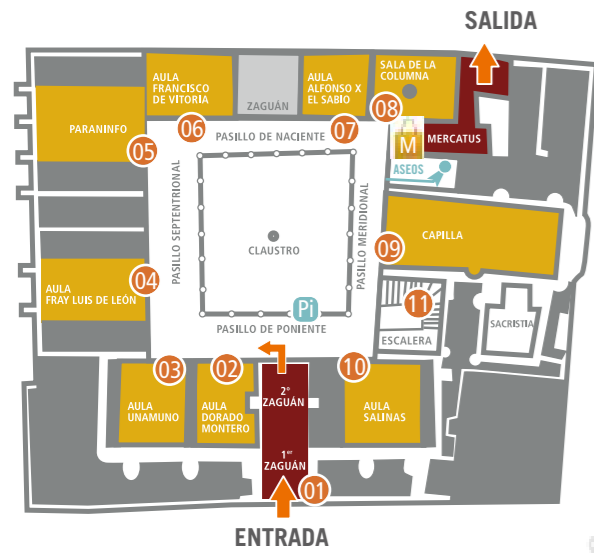 SALIDA
AULA
FRANCISCO
DE VITORIA
ZAGUÁN
AULA
ALFONSO X
EL SABIO
SALA DE LA
COLUMNA
PARANINFO
05
06
07
08
M
MERCATUS
PASILLO DE NACIENTE
ASEOS
PASILLO SEPTENTRIONAL
PASILLO MERIDIONAL
CLAUSTRO
CAPILLA
09
AULA
FRAY LUIS DE LEÓN
04
11
Pi
PASILLO DE PONIENTE
ESCALERA
SACRISTIA
03
02
10
AULA
UNAMUNO
AULA
DORADO
MONTERO
2º
ZAGUÁN
AULA
SALINAS
1er
ZAGUÁN
01
ENTRADA